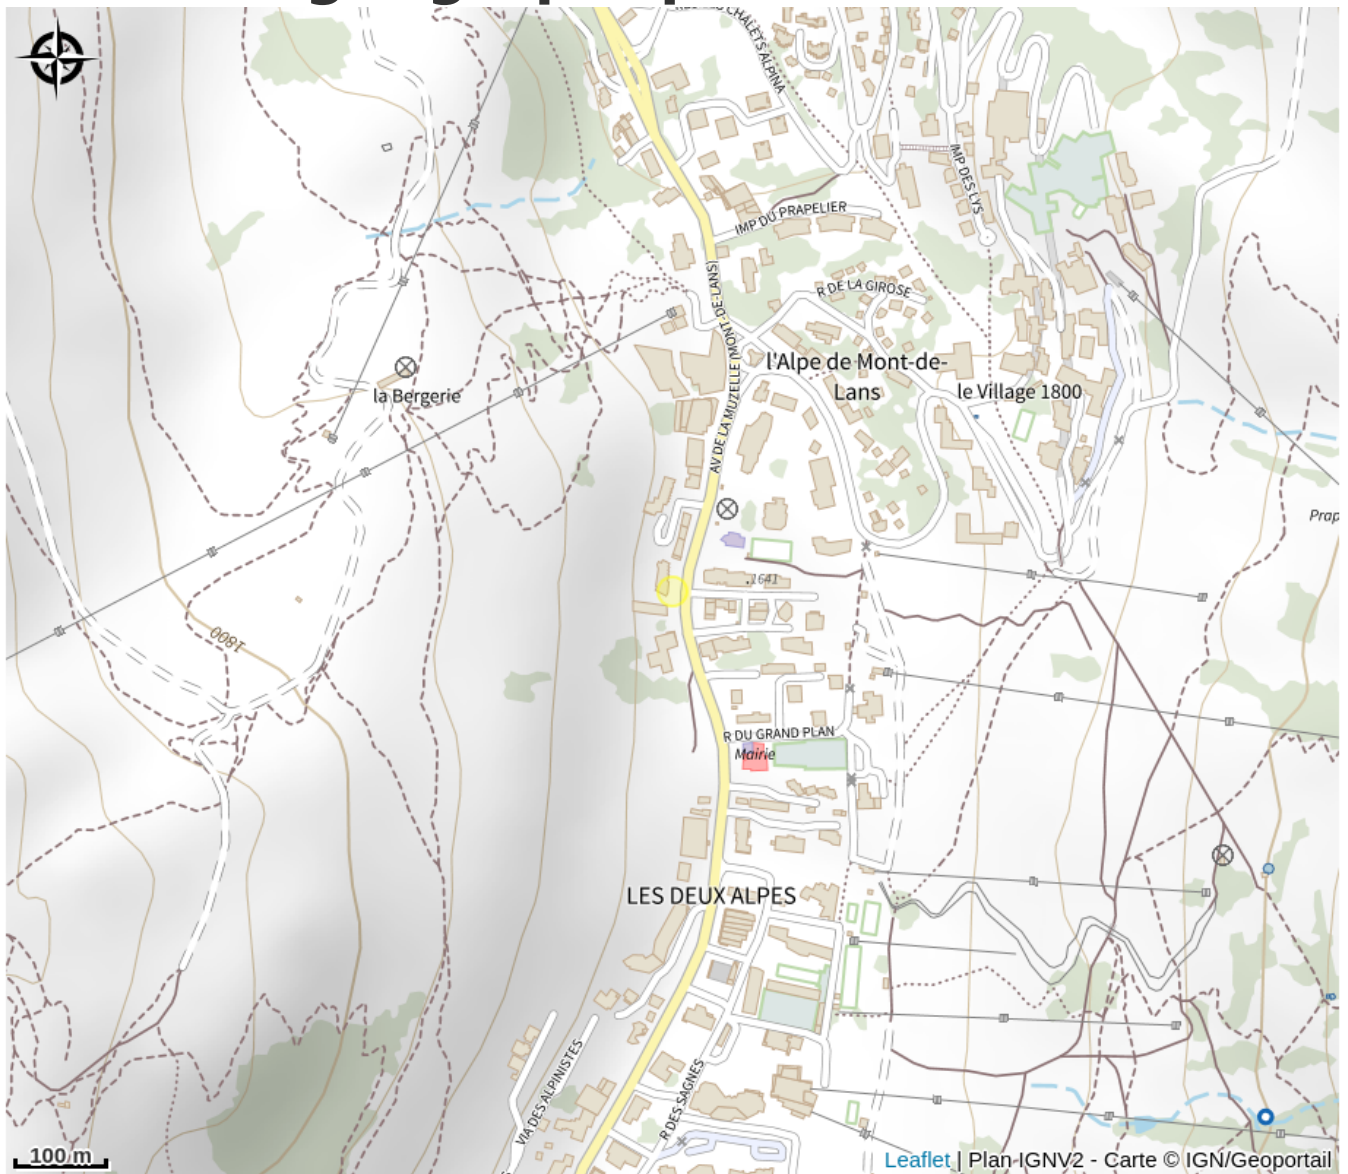 CHALETS ALPINA
IMP DES LYS
IMP DU PRAPELIER
R DE LA GIROSE
AV DE LA MUZELLE (MONT-DE-LANS)
l'Alpe de Mont-de-
Lans
le Village 1800
la Bergerie
Prap
.1641
1800
R DU GRAND PLAN
Mairie
LES DEUX ALPES
VIA DES ALPINISTES
R DES SAGNES
100 m
Leaflet | Plan IGNV2 - Carte © IGN/Geoportail